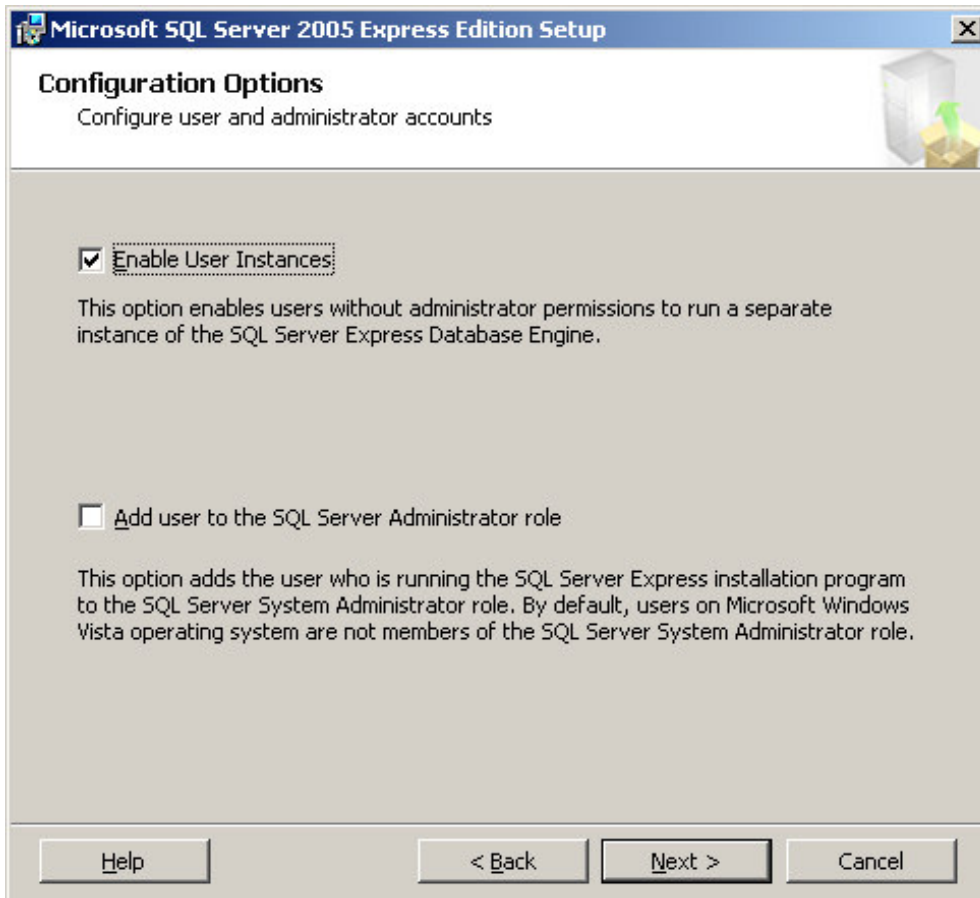 Microsoft SQL Server 2005 Express Edition Setup
Configuration Options
Configure user and administrator accounts
Enable User Instances
This option enables users without administrator permissions to run a separate
instance of the SQL Server Express Database Engine.
Add user to the SQL Server Administrator role
This option adds the user who is running the SQL Server Express installation program
to the SQL Server System Administrator role. By default, users on Microsoft Windows
Vista operating system are not members of the SQL Server System Administrator role.
Help < Back Next > Cancel